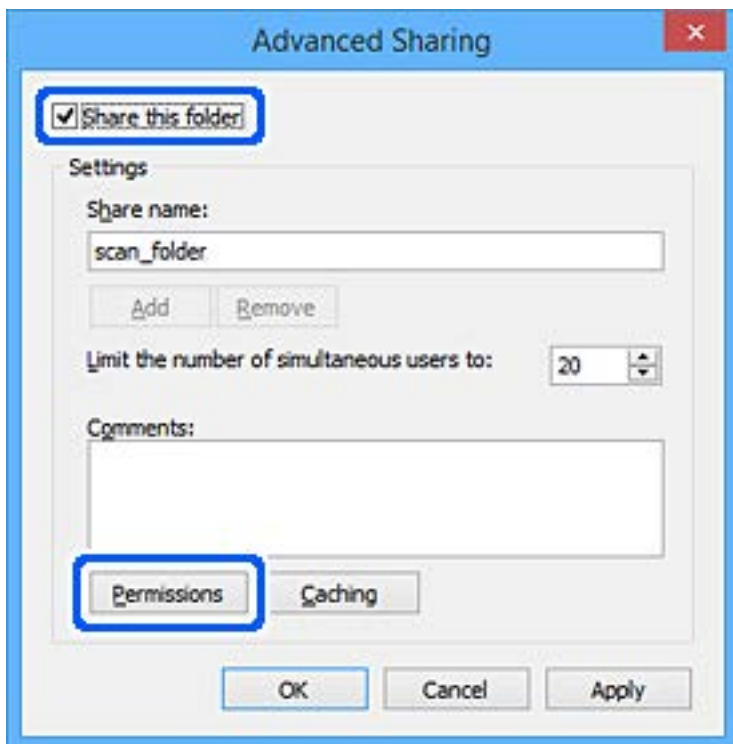 Advanced Sharing
Share this folder
Settings
Share name:
scan_folder
Add Remove
Limit the number of simultaneous users to: 20
Comments:
Permissions Caching
OK Cancel Apply